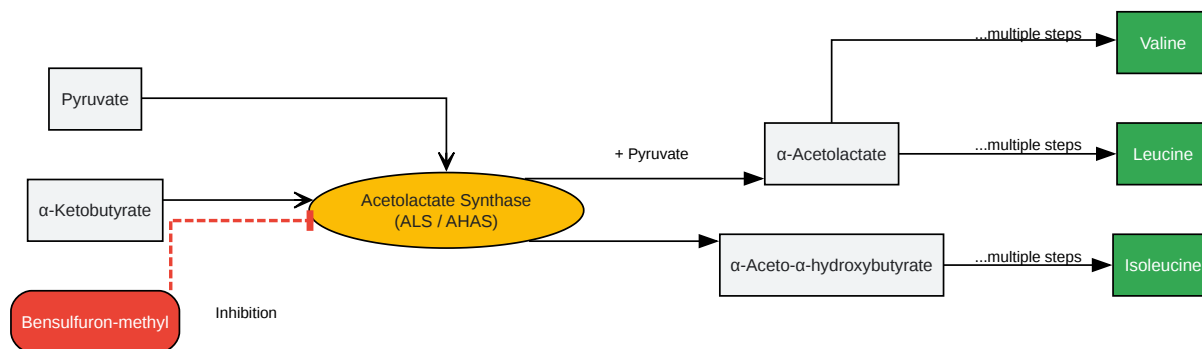 ...multiple steps
Valine
Pyruvate
+ Pyruvate
α-Acetolactate
...multiple steps
Leucine
α-Ketobutyrate
Acetolactate Synthase
(ALS / AHAS)
α-Aceto-α-hydroxybutyrate
...multiple steps
Isoleucine
Bensulfuron-methyl
Inhibition